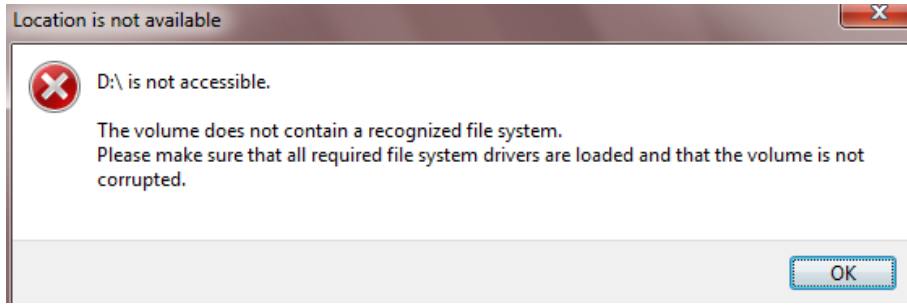 Location is not available
D:\ is not accessible.
The volume does not contain a recognized file system.
Please make sure that all required file system drivers are loaded and that the volume is not
corrupted.
OK